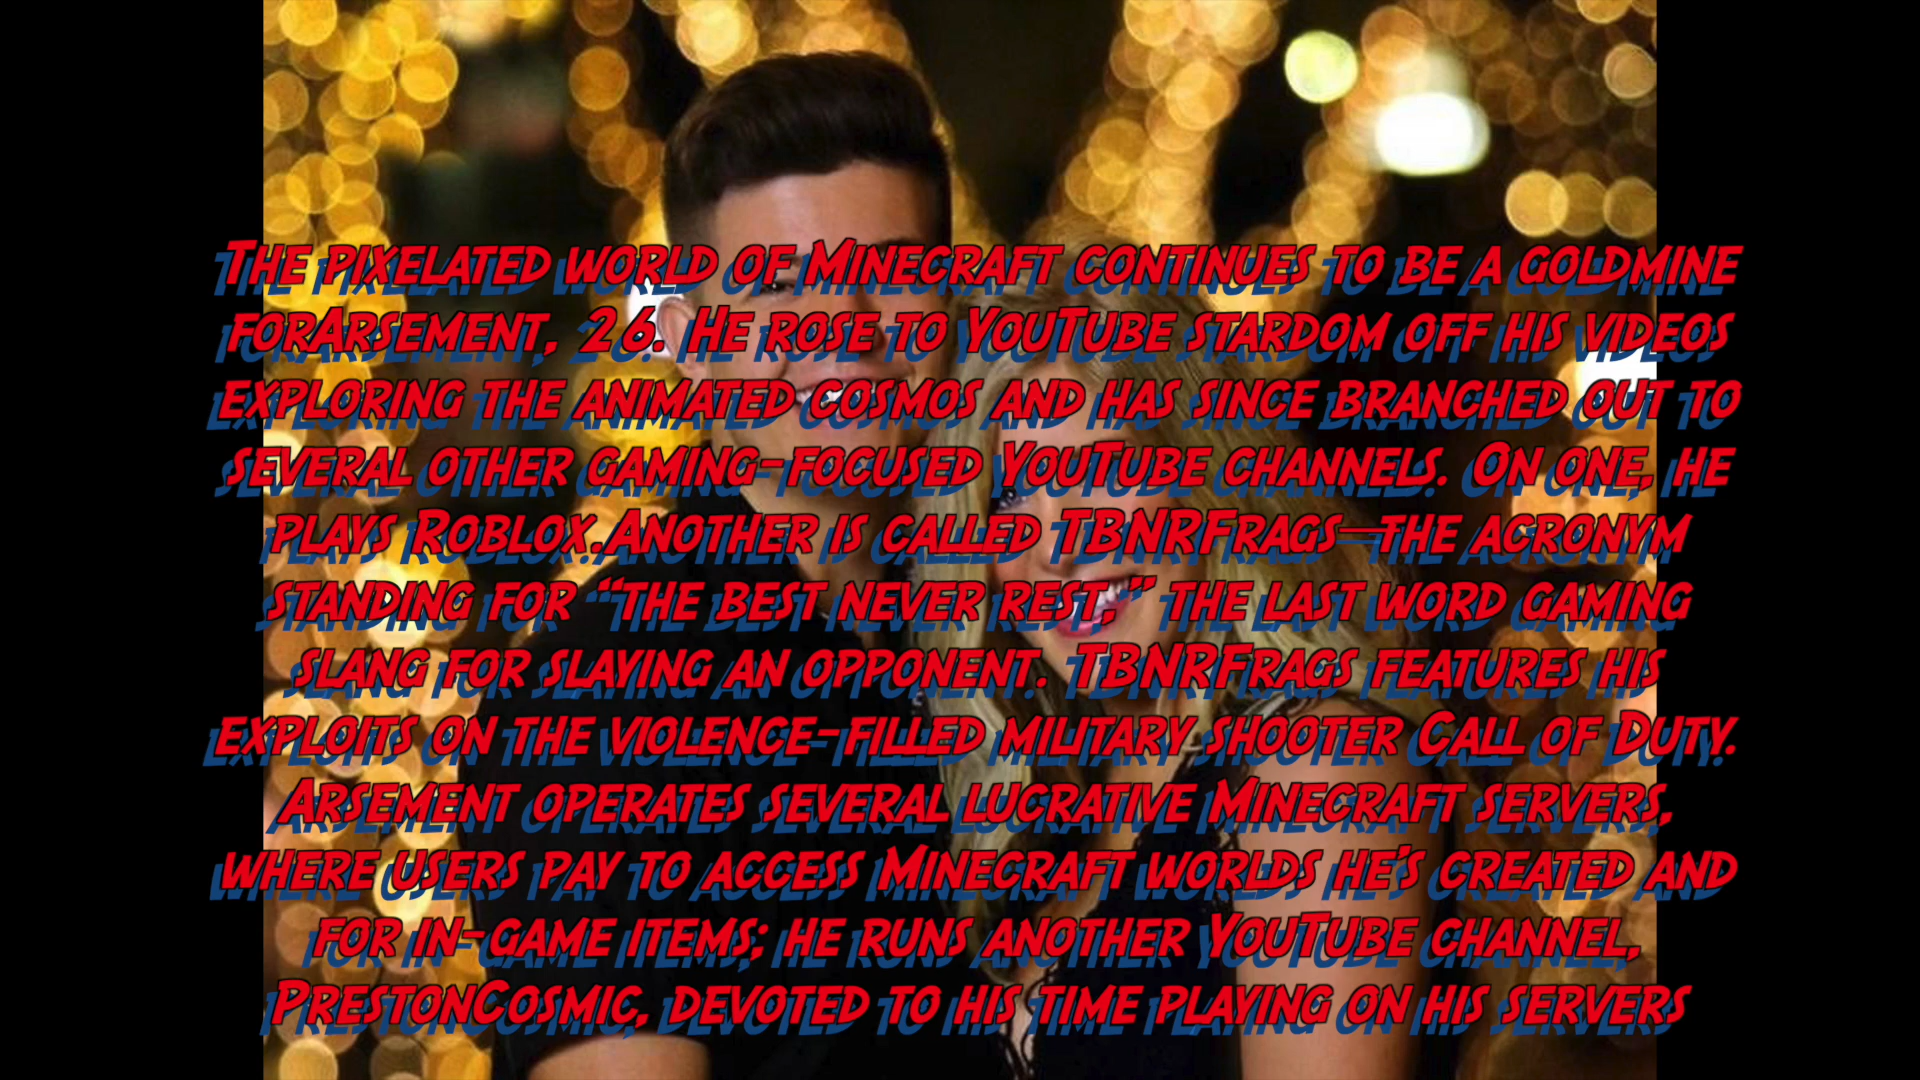 The pixelated world of Minecraft continues to be a goldmine
forArsement, 26. He rose to YouTube stardom off his videos
exploring the animated cosmos and has since branched out to
several other gaming-focused YouTube channels. On one, he
plays Roblox.Another is called TBNRFrags—the acronym
standing for “the best never rest,” the last word gaming
slang for slaying an opponent. TBNRFrags features his
exploits on the violence-filled military shooter Call of Duty.
Arsement operates several lucrative Minecraft servers,
where users pay to access Minecraft worlds he’s created and
for in-game items; he runs another YouTube channel,
PrestonCosmic, devoted to his time playing on his servers